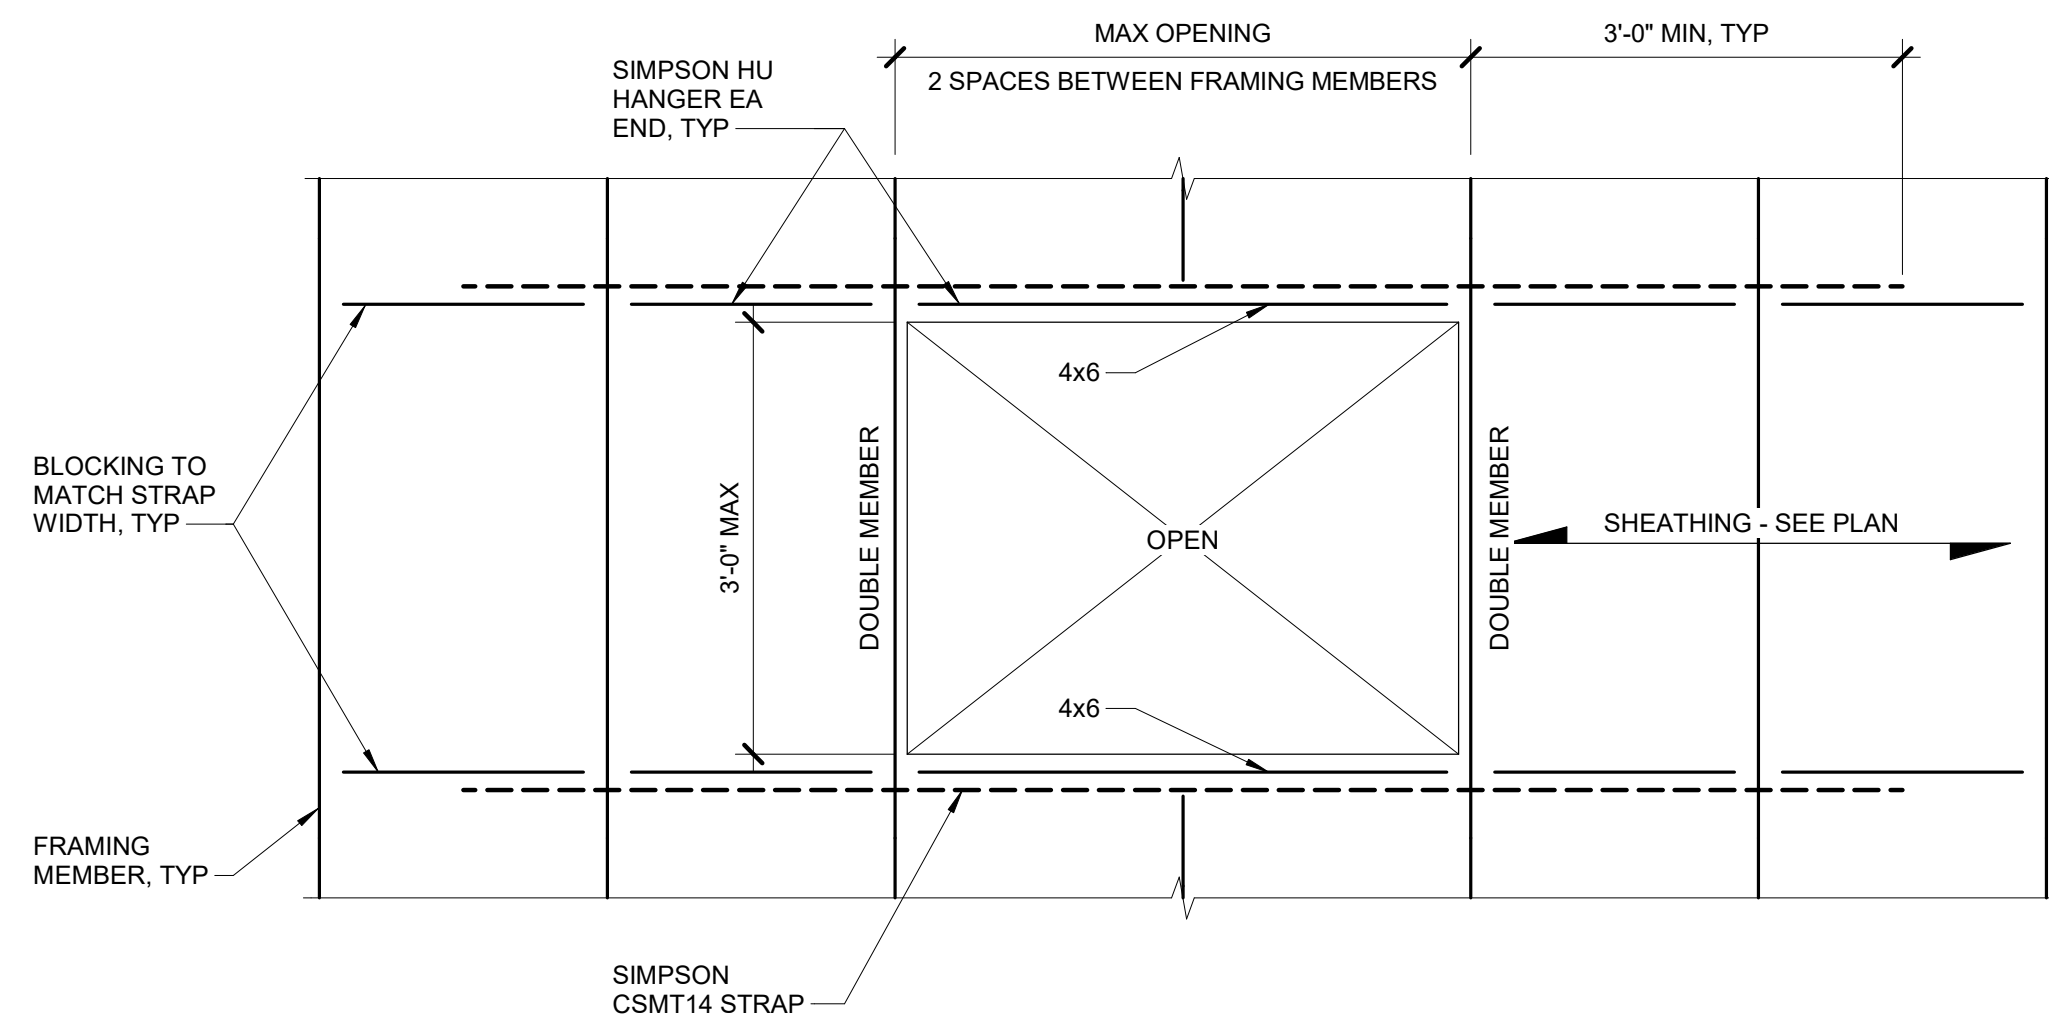 MAX OPENING
3'-0" MIN, TYP
2 SPACES BETWEEN FRAMING MEMBERS
SIMPSON HU
HANGER EA
END, TYP
4x6
BLOCKING TO
MATCH STRAP
WIDTH, TYP
3'-0" MAX
DOUBLE MEMBER
OPEN
DOUBLE MEMBER
SHEATHING - SEE PLAN
4x6
FRAMING
MEMBER, TYP
SIMPSON
CSMT14 STRAP